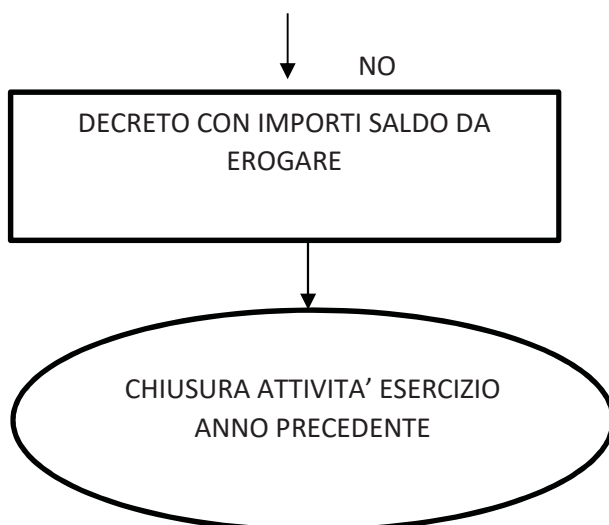 NO
DECRETO CON IMPORTI SALDO DA
EROGARE
CHIUSURA ATTIVITA’ ESERCIZIO
ANNO PRECEDENTE